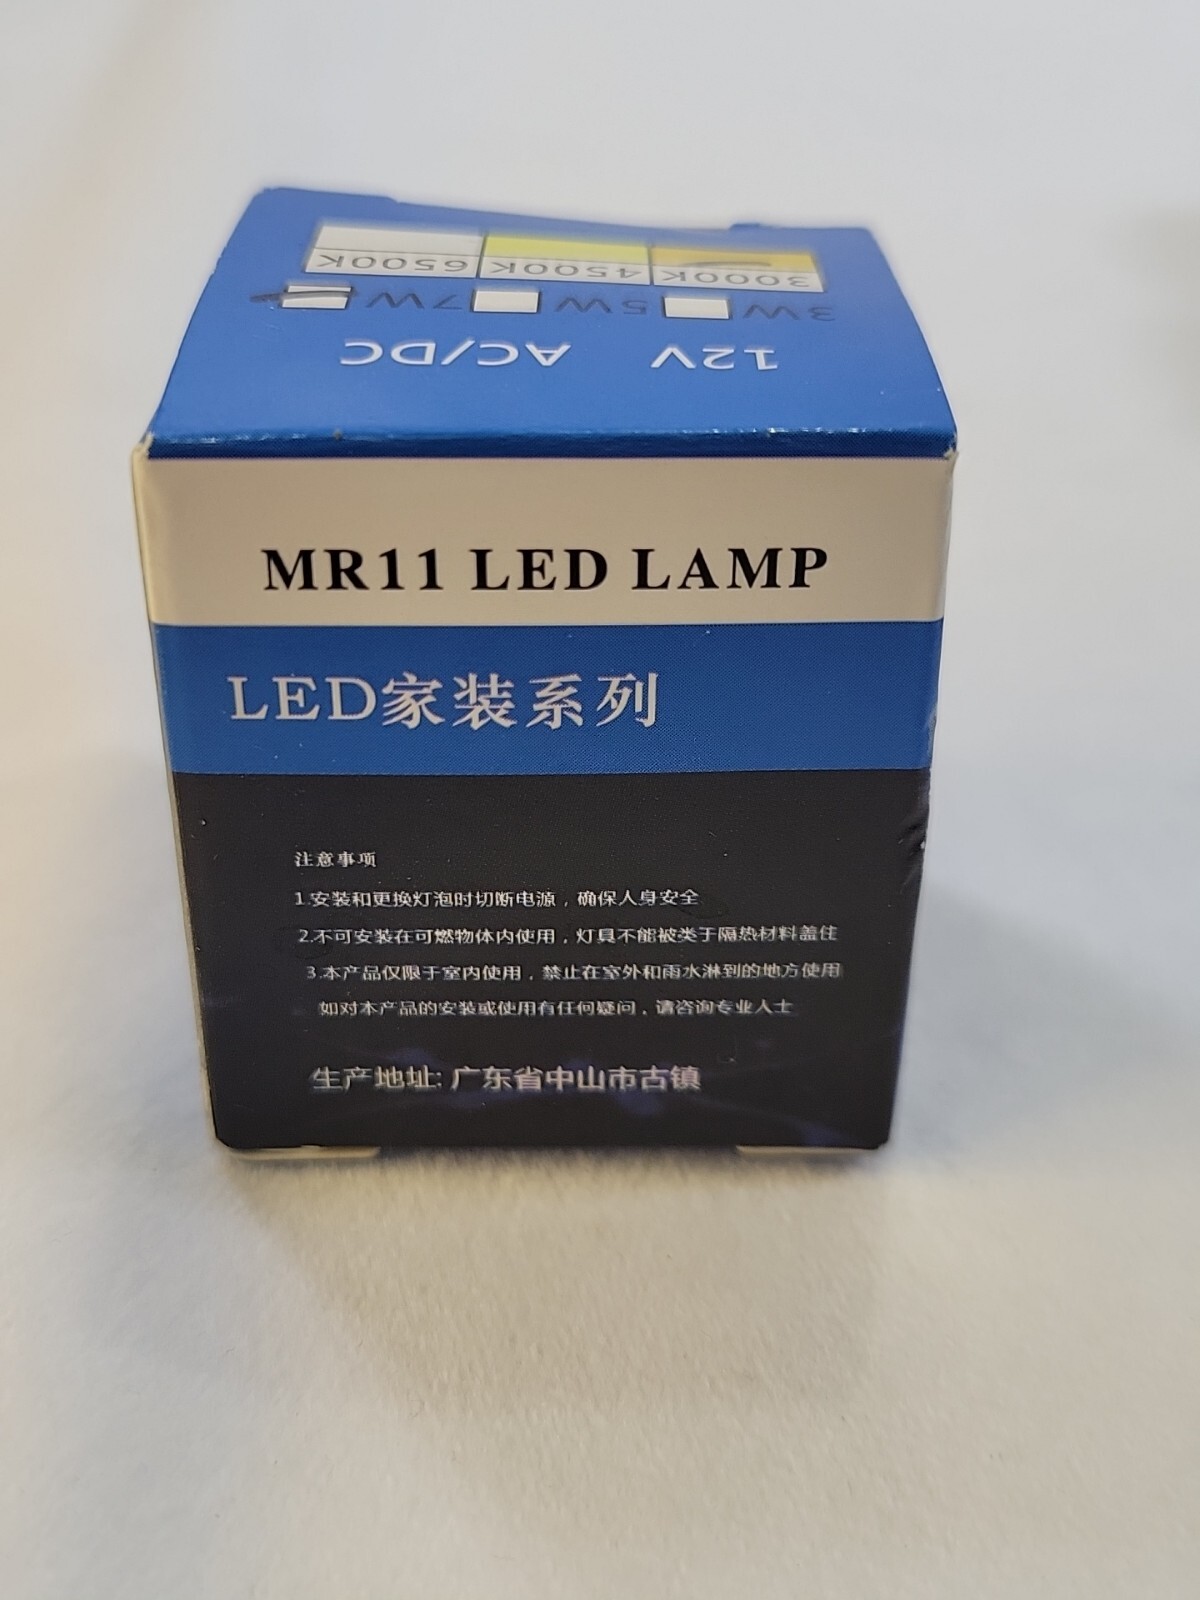 12V AC/DC
3W 5W 7W
3000K 4500K 6500K
MR11 LED LAMP
LED家装系列
注意事项
1.安装和更换灯泡时切断电源，确保人身安全
2.不可安装在可燃物体内使用，灯具不能被类于隔热材料盖住
3.本产品仅限于室内使用，禁止在室外和雨水淋到的地方使用
如对本产品的安装或使用有任何疑问，请咨询专业人士
生产地址:广东省中山市古镇